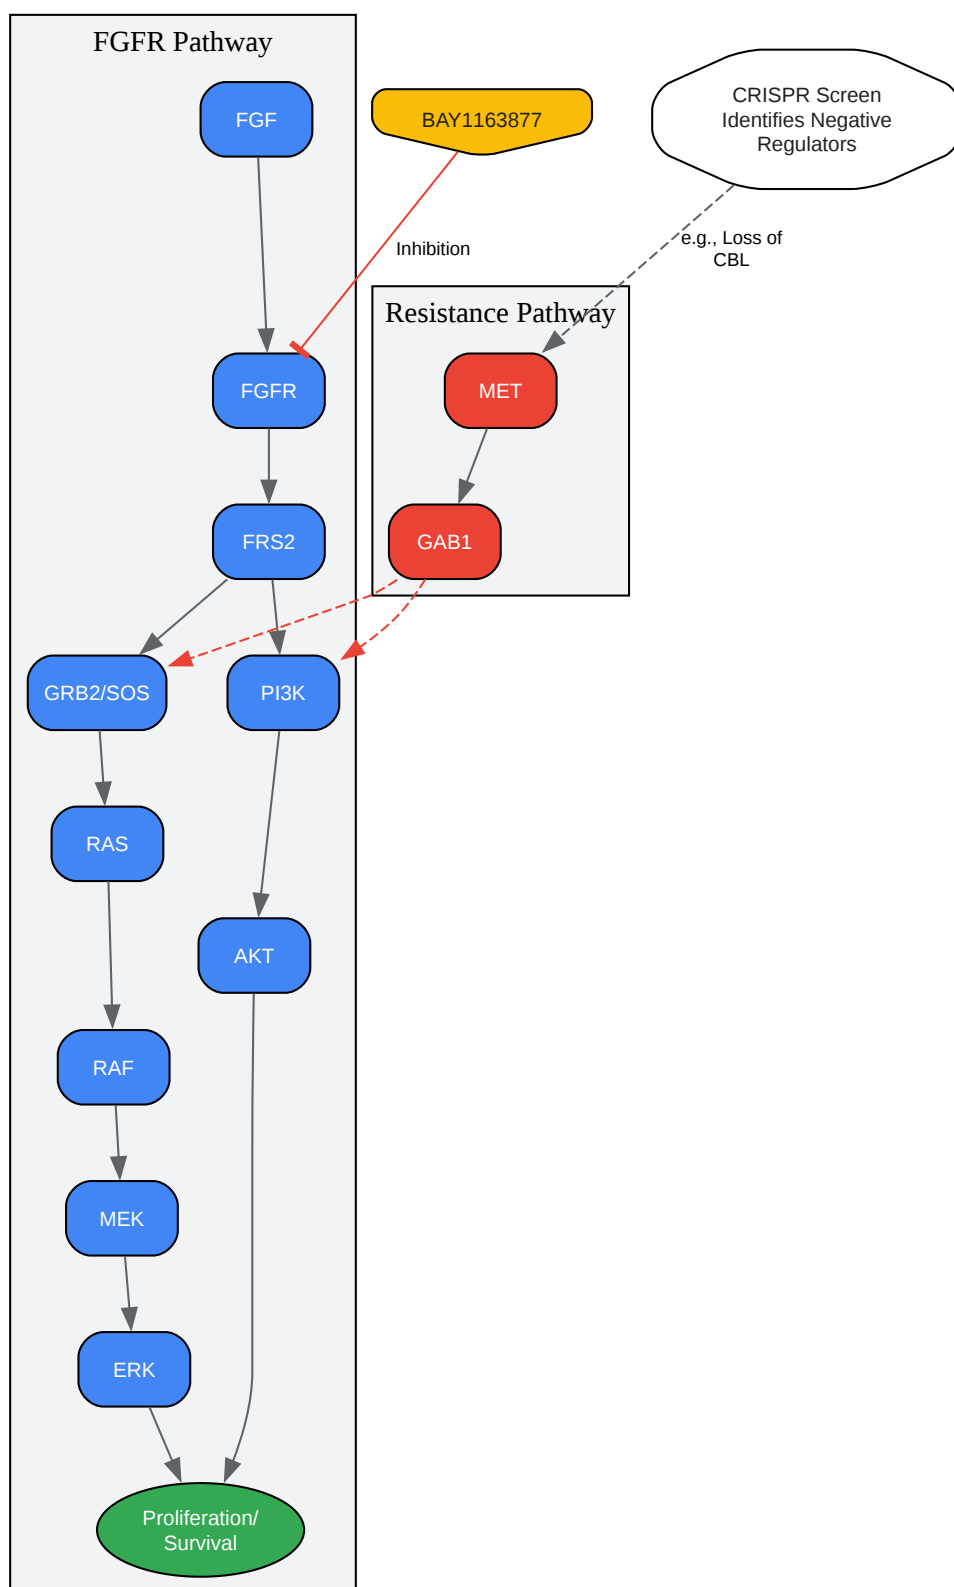 FGFR Pathway
FGF
BAY1163877
CRISPR Screen
Identifies Negative
Regulators
Inhibition
e.g., Loss of
CBL
Resistance Pathway
FGFR
MET
FRS2
GAB1
GRB2/SOS
PI3K
RAS
AKT
RAF
MEK
ERK
Proliferation/
Survival